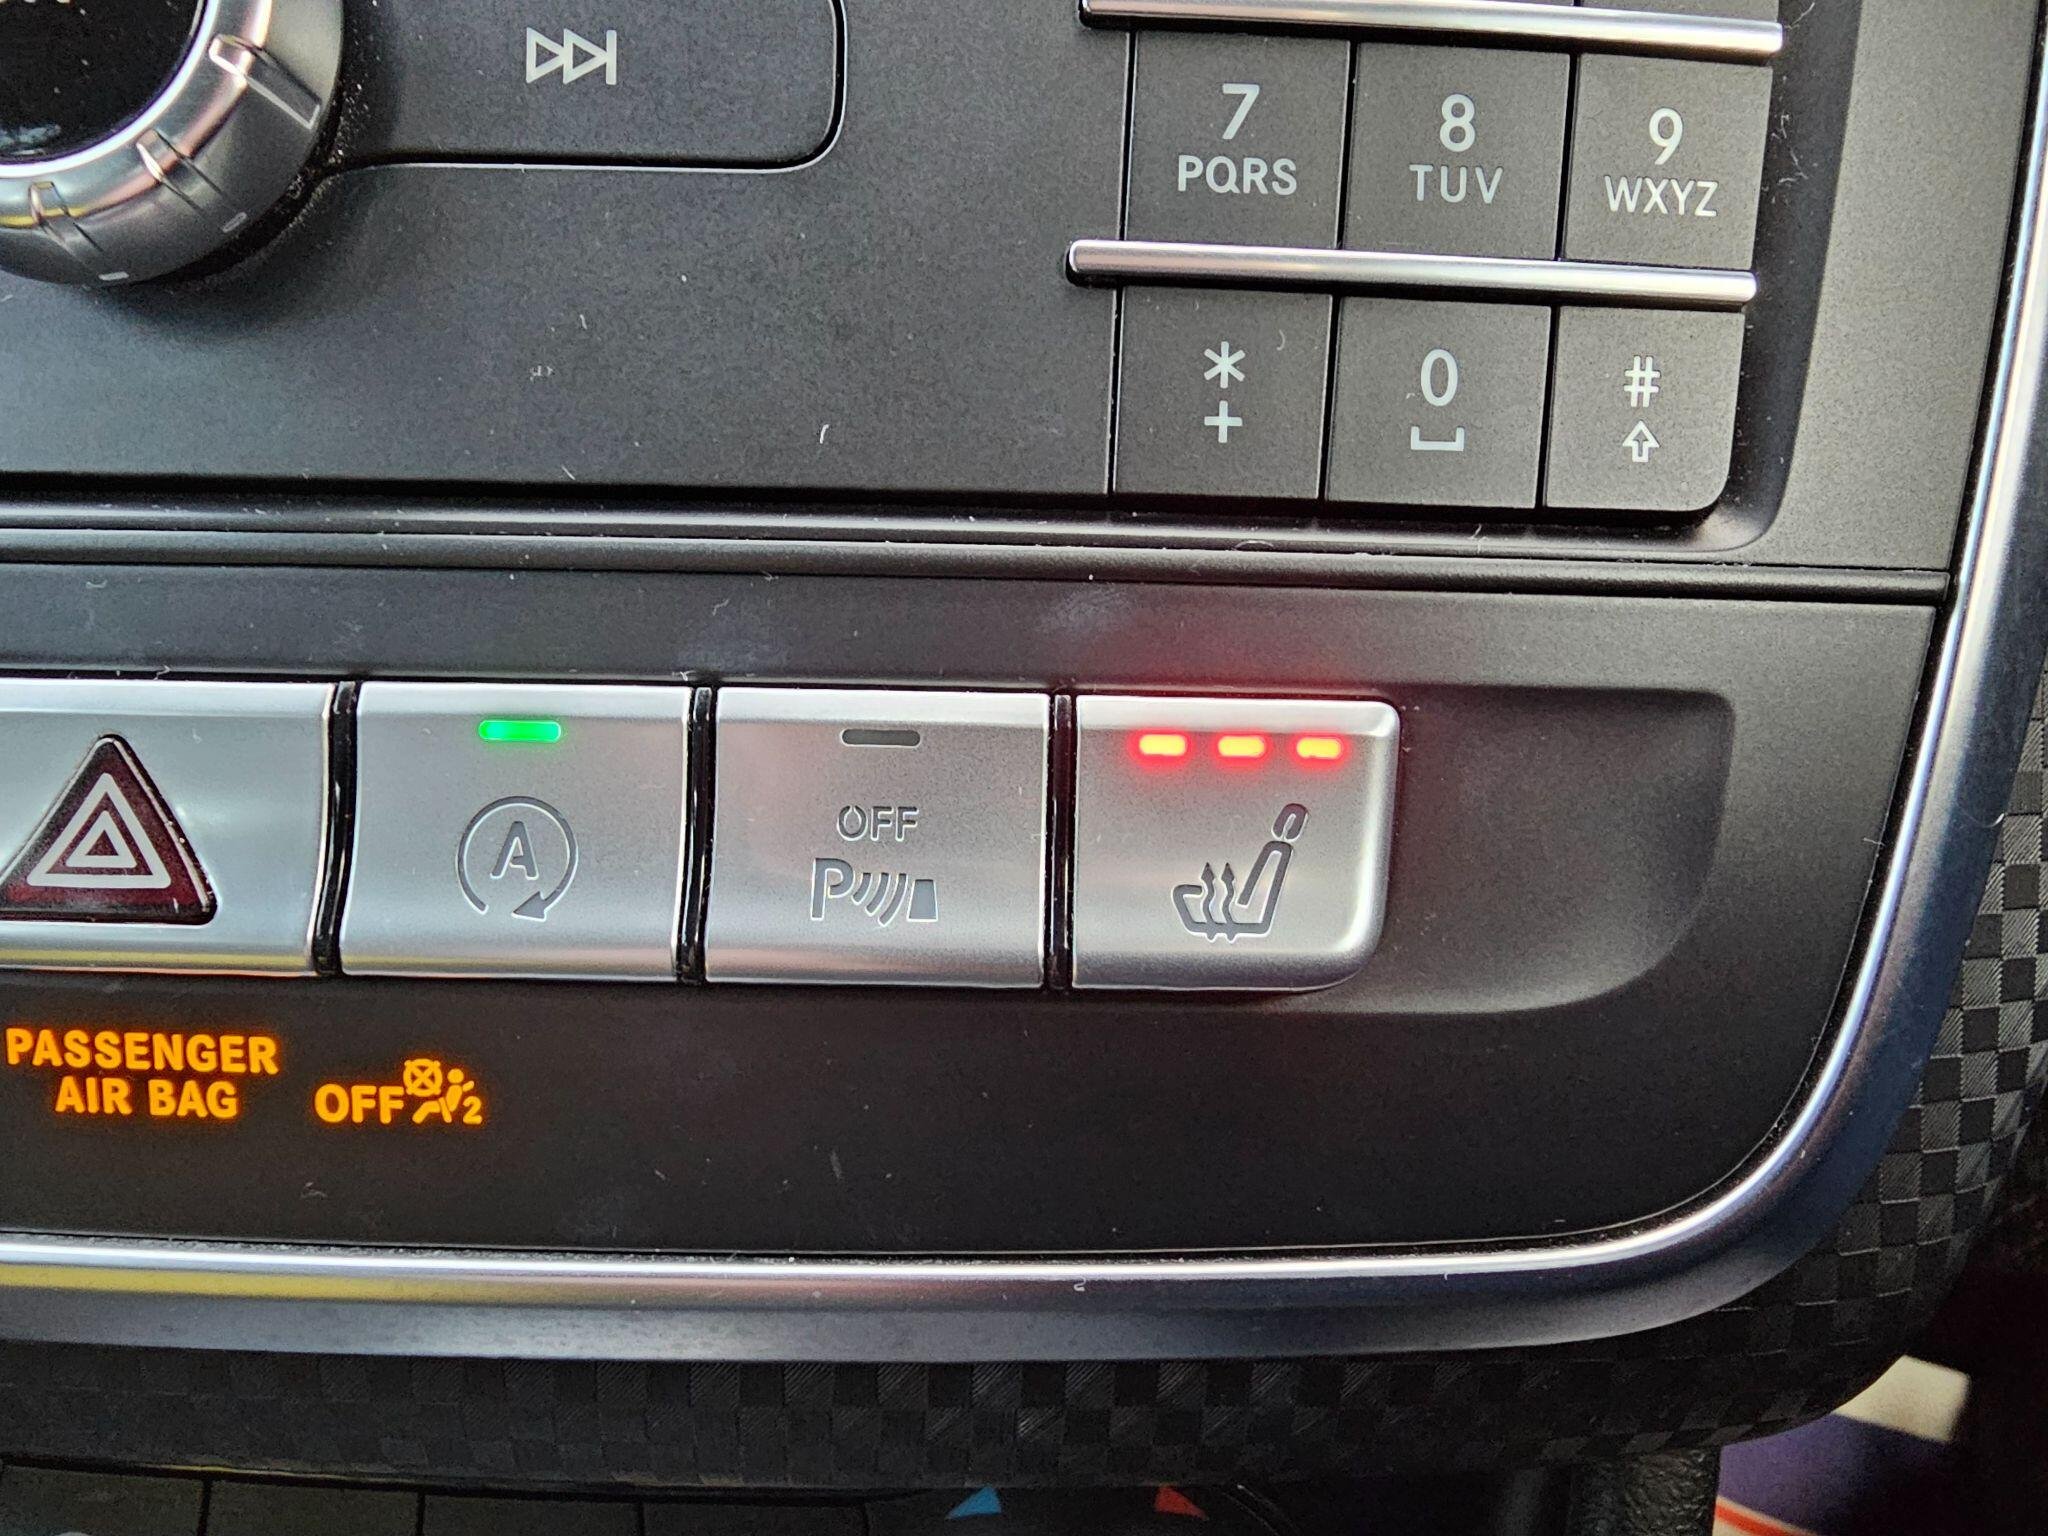 7
PQRS
8
TUV
9
WXYZ
*
+
0
#
A
OFF
P
PASSENGER
AIR BAG
OFF
2